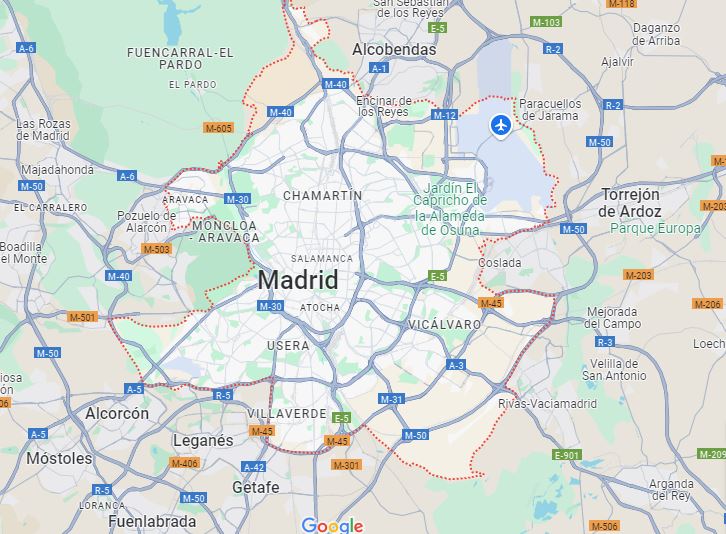 M-118
San Sebastián
de los Reyes
M-103
E-5
Daganzo
de Arriba
A-6
FUENCARRAL-EL
PARDO
Alcobendas
R-2
Ajalvir
A-1
EL PARDO
M-40
M-40
Encinar de
los Reyes
Paracuellos
de Jarama
R-2
M-12
Las Rozas
de Madrid
M-605
M-50
M-100
Majadahonda
A-6
M-50
ARAVACA
M-30
CHAMARTÍN
Jardín El
Capricho de
la Alameda
de Osuna
Torrejón
de Ardoz
M-203
EL CARRALERO
Pozuelo de
Alarcón
MONCLOA
- ARAVACA
M-50
Parque Europa
Boadilla
el Monte
M-503
SALAMANCA
Coslada
M-40
Madrid
E-5
M-203
M-30
ATOCHA
M-45
Mejorada
del Campo
M-501
VICÁLVARO
R-3
Loech
M-50
USERA
A-3
Velilla de
San Antonio
iosa
ón
A-5
R-5
M-31
Rivas-Vaciamadrid
M-206
Alcorcón
VILLAVERDE
E-5
A-5
Leganés
M-45
M-45
M-50
Móstoles
M-406
A-42
M-301
E-901
M-209
R-5
Getafe
Arganda
del Rey
LORANCA
Fuenlabrada
Google
M-506